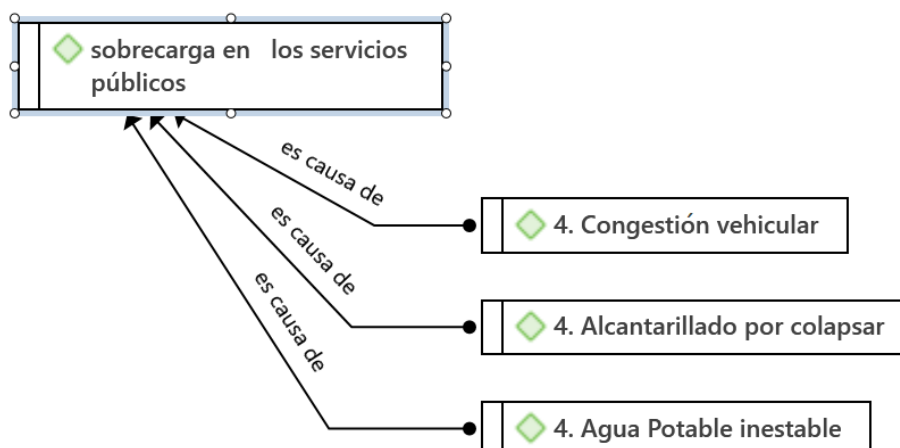 sobrecarga en los servicios
públicos
es causa de
4. Congestión vehicular
es causa de
4. Alcantarillado por colapsar
es causa de
4. Agua Potable inestable